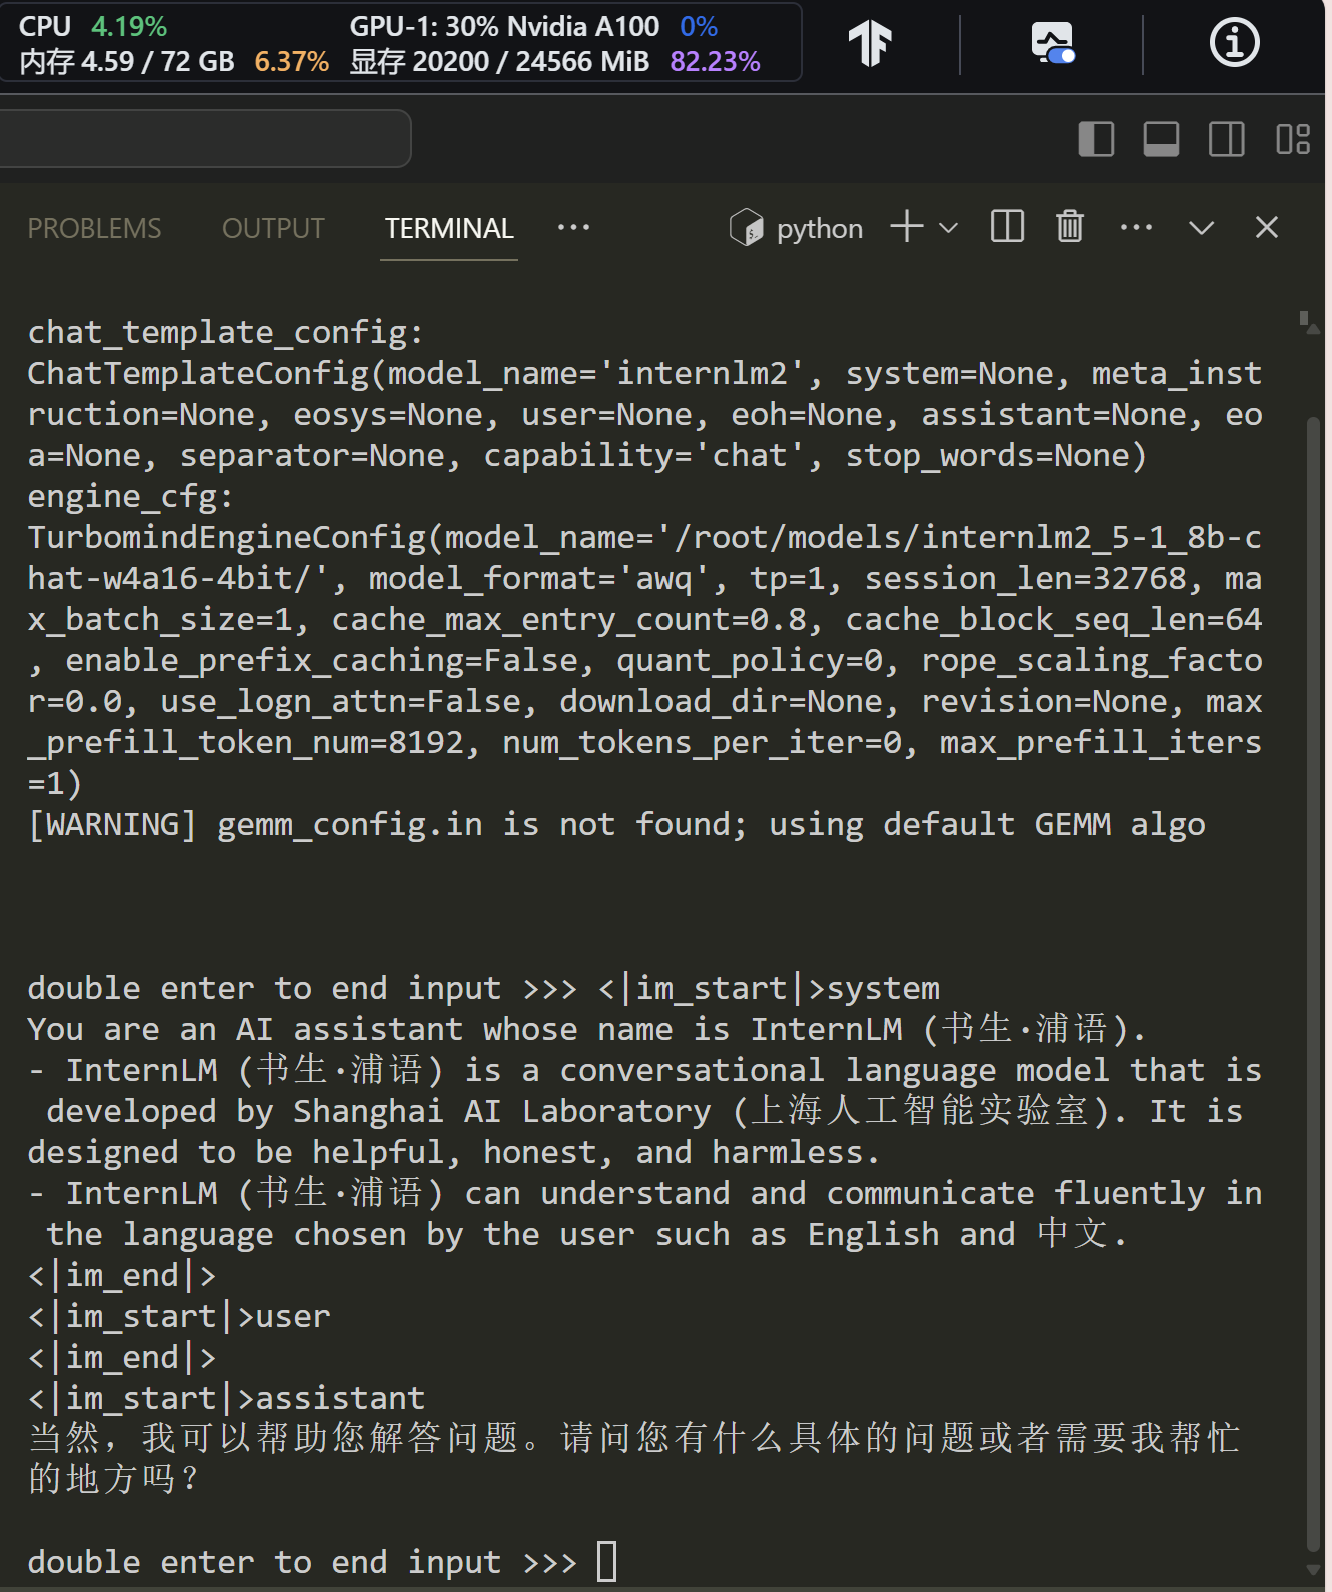 CPU 4.19% GPU-1: 30% Nvidia A100 0%
内存 4.59 / 72 GB 6.37% 显存 20200 / 24566 MiB 82.23%
PROBLEMS OUTPUT TERMINAL ··· python
chat_template_config:
ChatTemplateConfig(model_name='internlm2', system=None, meta_inst
ruction=None, eosys=None, user=None, eoh=None, assistant=None, eo
a=None, separator=None, capability='chat', stop_words=None)
engine_cfg:
TurbomindEngineConfig(model_name='/root/models/internlm2_5-1_8b-c
hat-w4a16-4bit/', model_format='awq', tp=1, session_len=32768, ma
x_batch_size=1, cache_max_entry_count=0.8, cache_block_seq_len=64
, enable_prefix_caching=False, quant_policy=0, rope_scaling_facto
r=0.0, use_logn_attn=False, download_dir=None, revision=None, max
_prefill_token_num=8192, num_tokens_per_iter=0, max_prefill_iters
=1)
[WARNING] gemm_config.in is not found; using default GEMM algo
double enter to end input >>> <|im_start|>system
You are an AI assistant whose name is InternLM (书生·浦语).
- InternLM (书生·浦语) is a conversational language model that is
developed by Shanghai AI Laboratory (上海人工智能实验室). It is
designed to be helpful, honest, and harmless.
- InternLM (书生·浦语) can understand and communicate fluently in
the language chosen by the user such as English and 中文.
<|im_end|>
<|im_start|>user
<|im_end|>
<|im_start|>assistant
当然，我可以帮助您解答问题。请问您有什么具体的问题或者需要我帮忙
的地方吗？
double enter to end input >>>